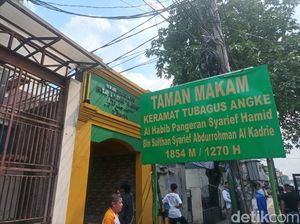 TAMAN MAKAM
KERAMAT TUBAGUS ANGKE
Al Habib Pangeran Syarief Hamid
Bin Sulthan Syarief Abdurrohman Al Kadrie
1854 M / 1270 H
detikcom